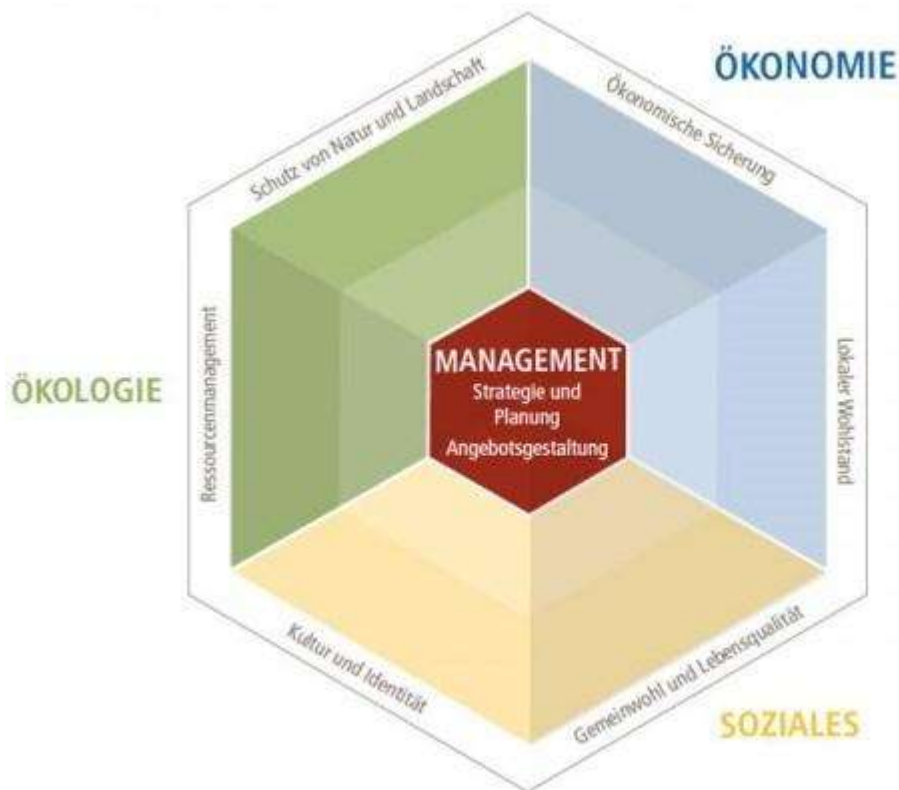 ÖKONOMIE
Schutz von Natur und Landschaft
Ökonomische Sicherung
ÖKOLOGIE
Ressourcenmanagement
MANAGEMENT
Strategie und
Planung
Angebotsgestaltung
Lokaler Wohlstand
Kultur und Identität
Gemeinwohl und Lebensqualität
SOZIALES